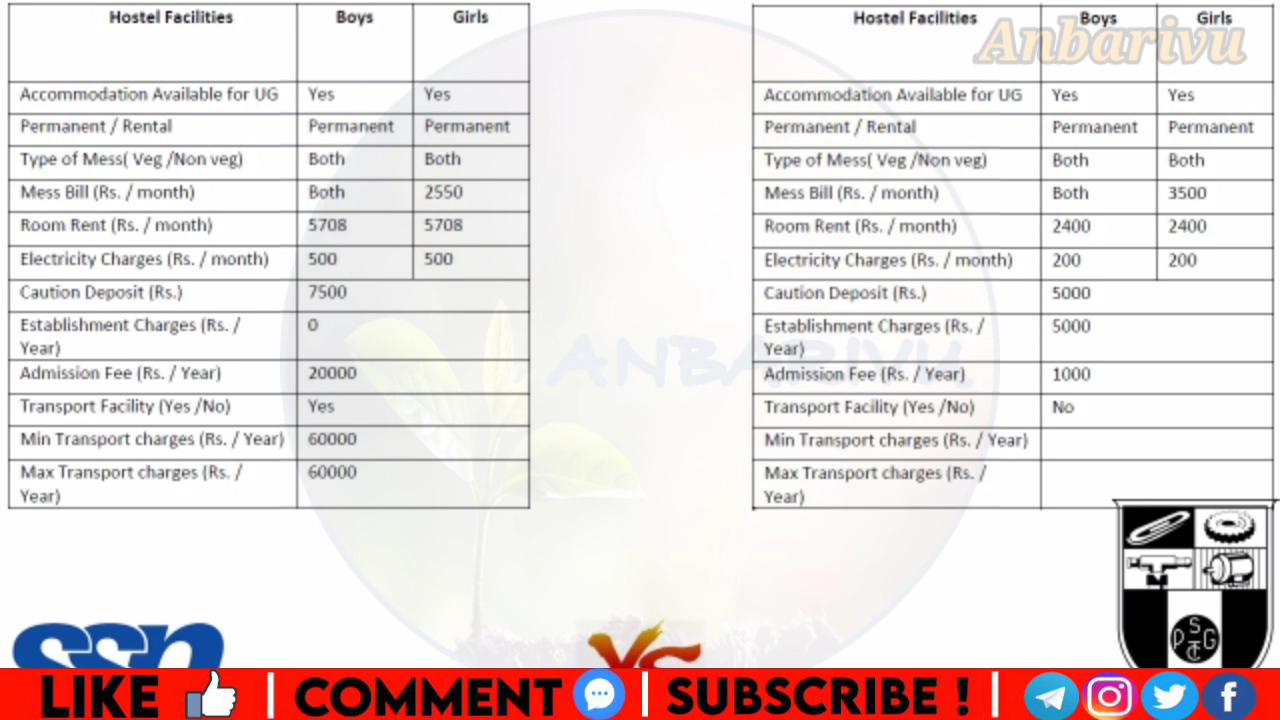 Hostel Facilities Boys Girls
Accommodation Available for UG Yes Yes
Permanent / Rental Permanent Permanent
Type of Mess( Veg /Non veg) Both Both
Mess Bill (Rs. / month) Both 2550
Room Rent (Rs. / month) 5708 5708
Electricity Charges (Rs. / month) 500 500
Caution Deposit (Rs.) 7500
Establishment Charges (Rs. / 0
Year)
Admission Fee (Rs. / Year) 20000
Transport Facility (Yes /No) Yes
Min Transport charges (Rs. / Year) 60000
Max Transport charges (Rs. / 60000
Year)
Hostel Facilities Boys Girls
Anbarivu
Accommodation Available for UG Yes Yes
Permanent / Rental Permanent Permanent
Type of Mess( Veg /Non veg) Both Both
Mess Bill (Rs. / month) Both 3500
Room Rent (Rs. / month) 2400 2400
Electricity Charges (Rs. / month) 200 200
Caution Deposit (Rs.) 5000
Establishment Charges (Rs. / 5000
Year)
Admission Fee (Rs. / Year) 1000
Transport Facility (Yes /No) No
Min Transport charges (Rs. / Year)
Max Transport charges (Rs. /
Year)
ANBARIVU
ssn
VS
PSG TC
LIKE | COMMENT | SUBSCRIBE ! |